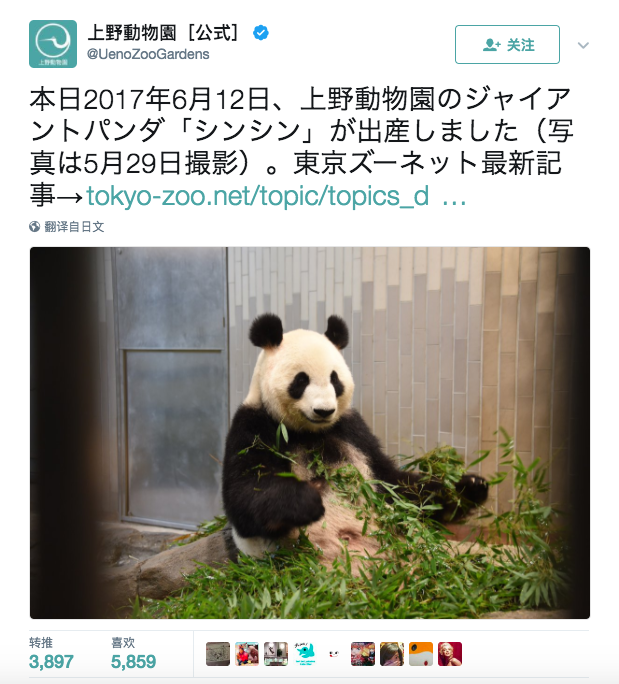 上野動物園［公式］
@UenoZooGardens
关注
本日2017年6月12日、上野動物園のジャイア
ントパンダ「シンシン」が出産しました（写
真は5月29日撮影）。東京ズーネット最新記
事→tokyo-zoo.net/topic/topics_d …
翻译自日文
转推 喜欢
3,897 5,859